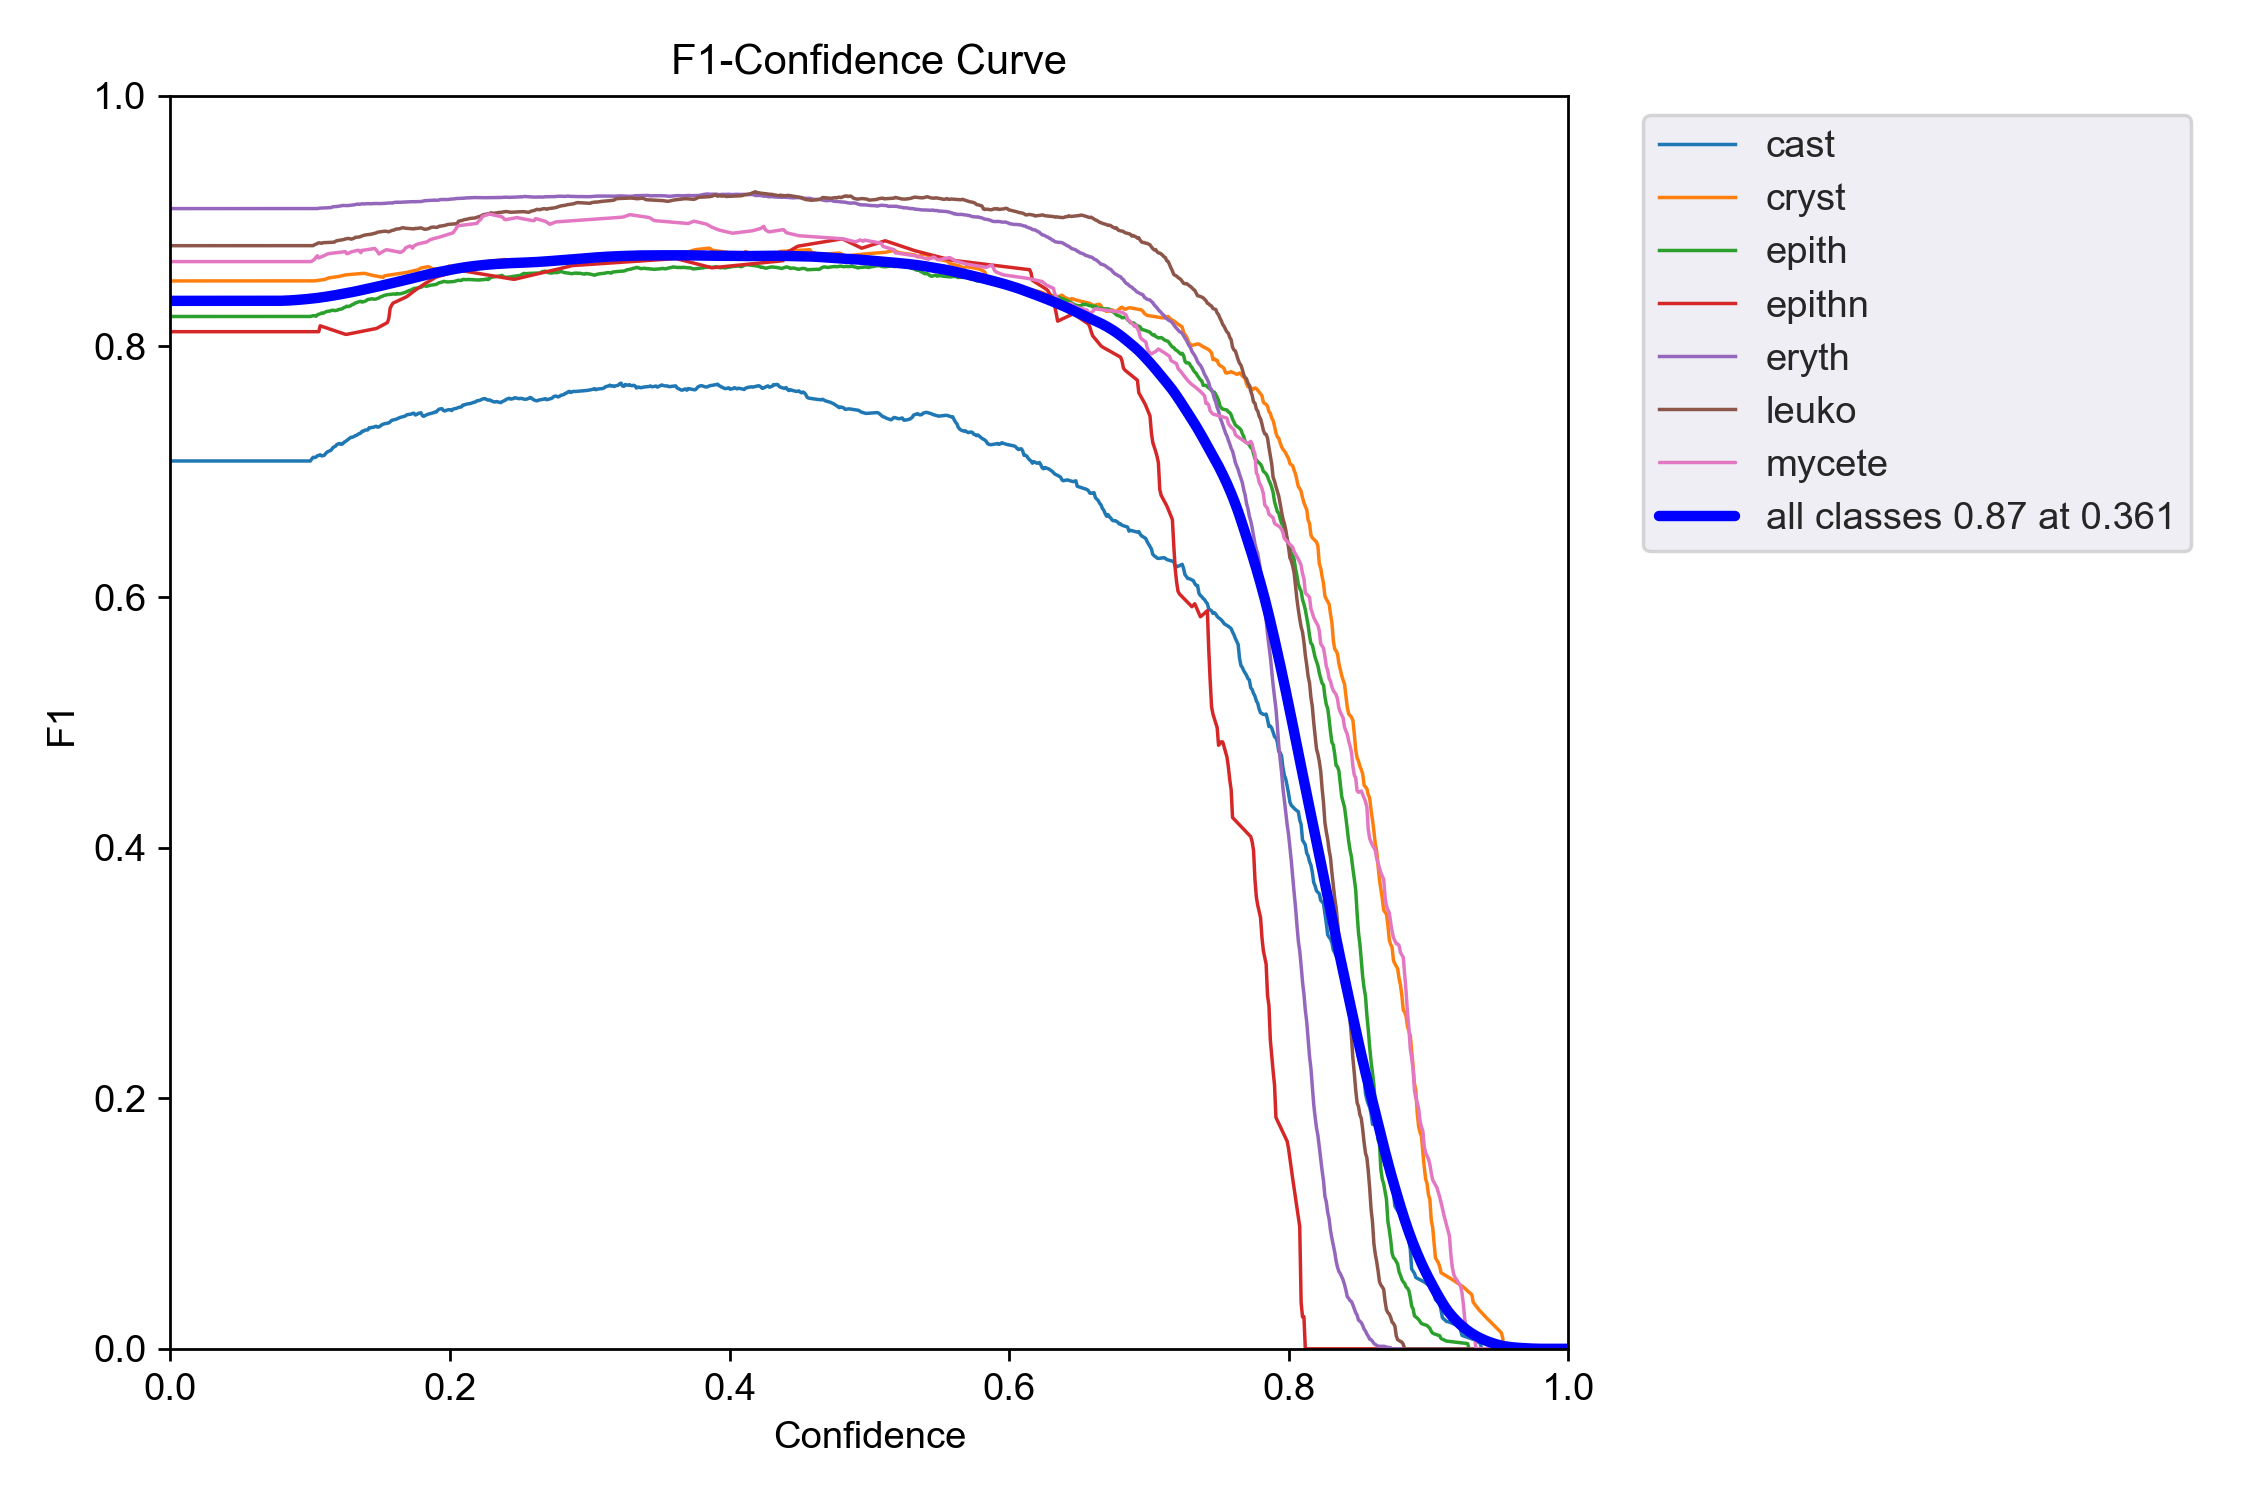 F1-Confidence Curve
1.0
0.8
0.6
0.4
0.2
0.0
F1
0.0 0.2 0.4 0.6 0.8 1.0
Confidence
cast
cryst
epith
epithn
eryth
leuko
mycete
all classes 0.87 at 0.361